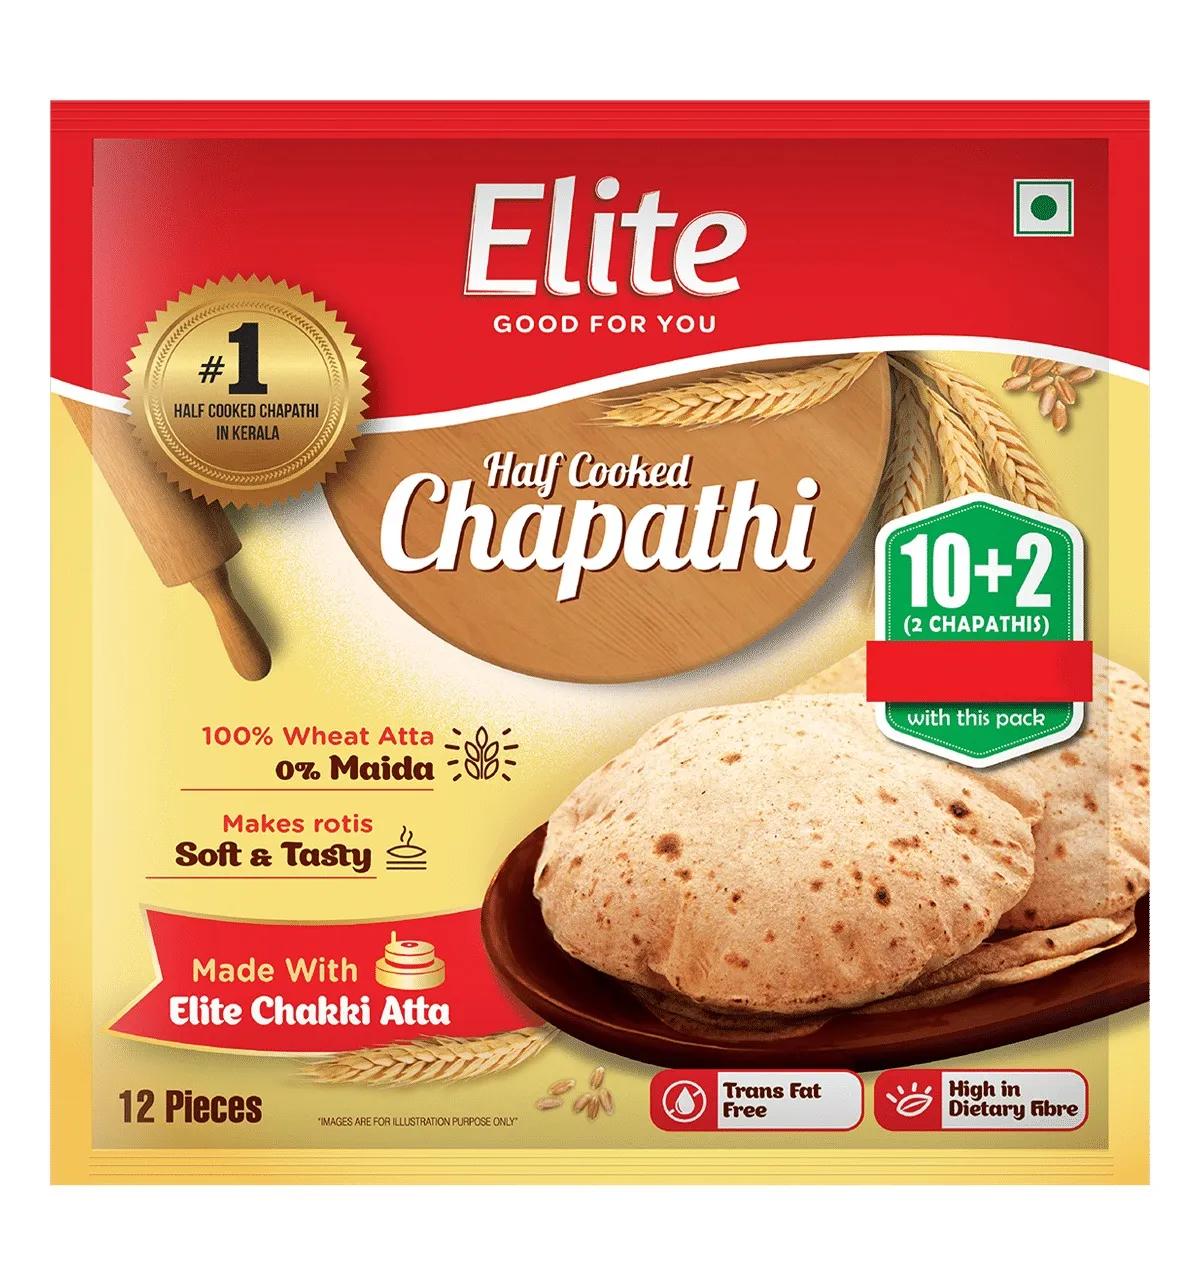 Elite
GOOD FOR YOU
#1
HALF COOKED CHAPATHI
IN KERALA
Half Cooked
Chapathi
10+2
(2 CHAPATHIS)
with this pack
100% Wheat Atta
0% Maida
Makes rotis
Soft & Tasty
Made With
Elite Chakki Atta
12 Pieces
"IMAGES ARE FOR ILLUSTRATION PURPOSE ONLY"
Trans Fat
Free
High in
Dietary Fibre